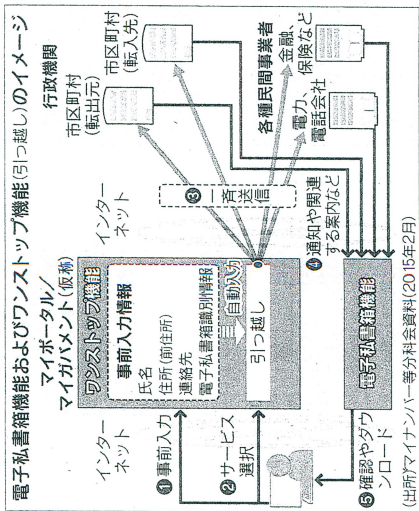 電子私書箱機能およびワンストップ機能(引っ越し)のイメージ
マイポータル/
マイガバメント(仮称)
インター
ネット
❶事前入力
❷サービス
選択
ワンストップ機能
事前入力情報
氏名
住所(前住所)
連絡先
電子私書箱識別情報
自動入力
引っ越し
インター
ネット
❸一斉送信
行政機関
市区町村
(転出元)
市区町村
(転入先)
各種民間事業者
電力、
電話会社
金融、
保険など
❹通知や関連
する案内など
電子私書箱機能
❺確認やダウ
ンロード
(出所)マイナンバー等分科会資料(2015年2月)